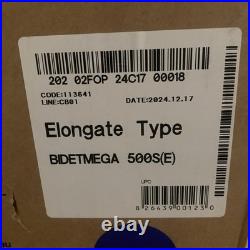 202 02FOP 24C17 00018
CODE:113641
LINE:CB01
DATE:2024.12.17
Elongate Type
BIDETMEGA 500S(E)
UPC
8 26439 00123 0